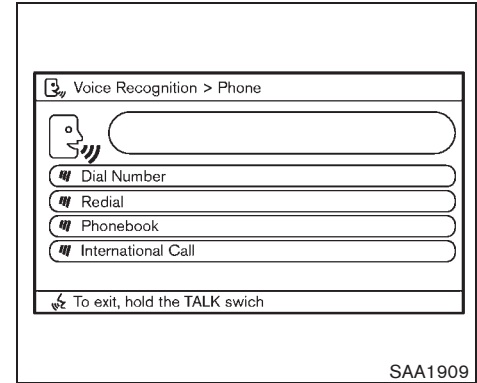 Voice Recognition > Phone
Dial Number
Redial
Phonebook
International Call
To exit, hold the TALK swich
SAA1909